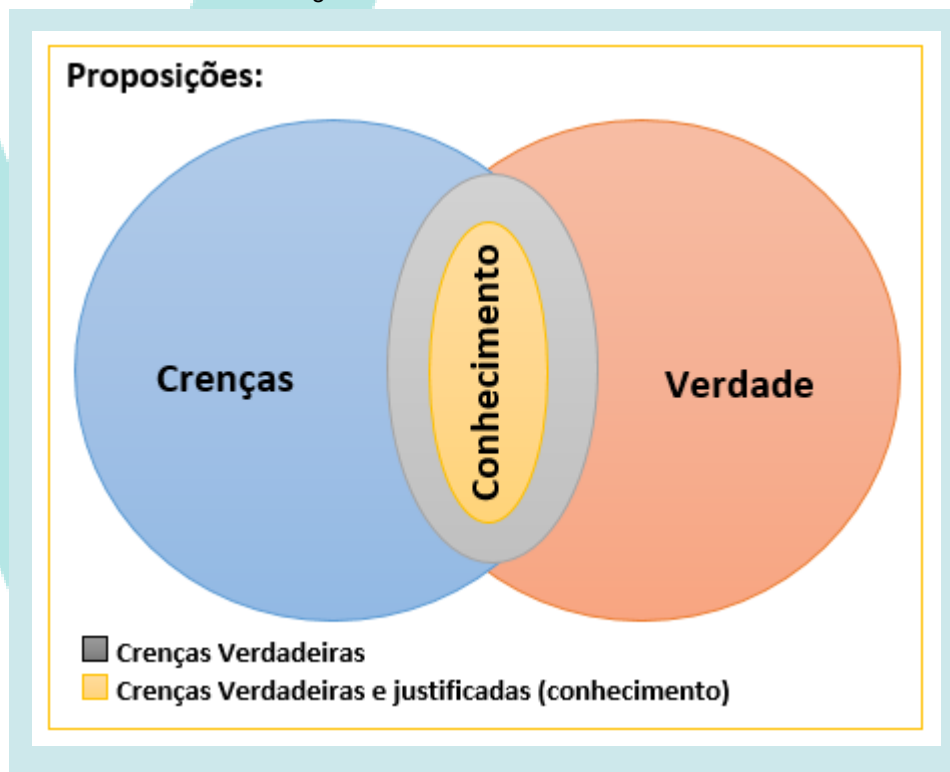 Proposições:
Crenças
Conhecimento
Verdade
Crenças Verdadeiras
Crenças Verdadeiras e justificadas (conhecimento)